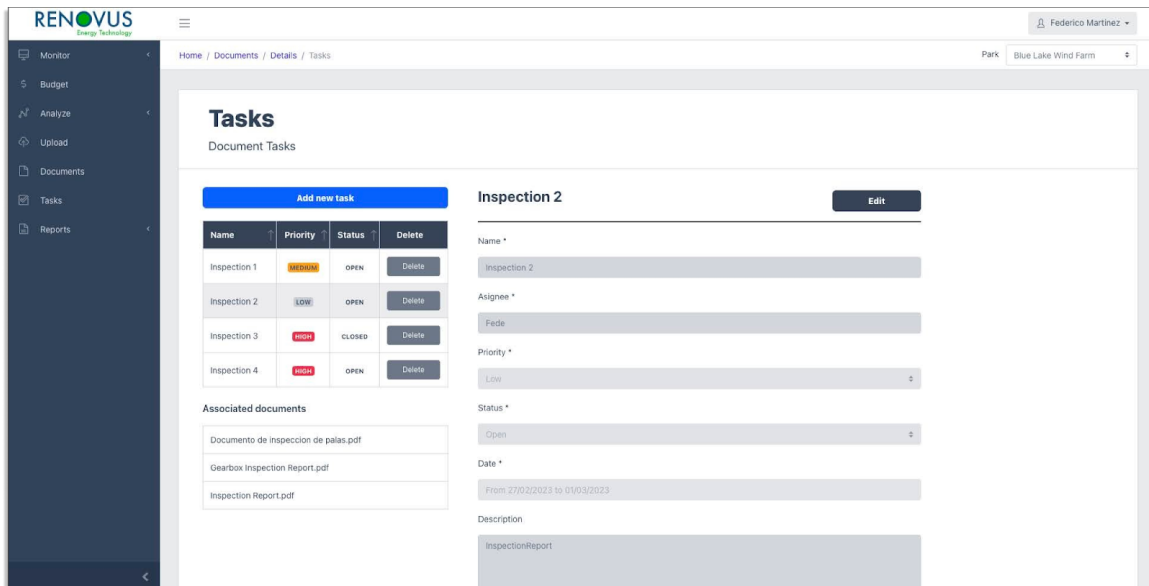 RENOVUS
Energy Technology
Federico Martinez
Monitor
Budget
Analyze
Upload
Documents
Tasks
Reports
Home / Documents / Details / Tasks
Park Blue Lake Wind Farm
Tasks
Document Tasks
Add new task
Name Priority Status Delete
Inspection 1 MEDIUM OPEN Delete
Inspection 2 LOW OPEN Delete
Inspection 3 HIGH CLOSED Delete
Inspection 4 HIGH OPEN Delete
Associated documents
Documento de inspeccion de palas.pdf
Gearbox Inspection Report.pdf
Inspection Report.pdf
Inspection 2
Edit
Name *
Inspection 2
Asignee *
Fede
Priority *
Low
Status *
Open
Date *
From 27/02/2023 to 01/03/2023
Description
InspectionReport